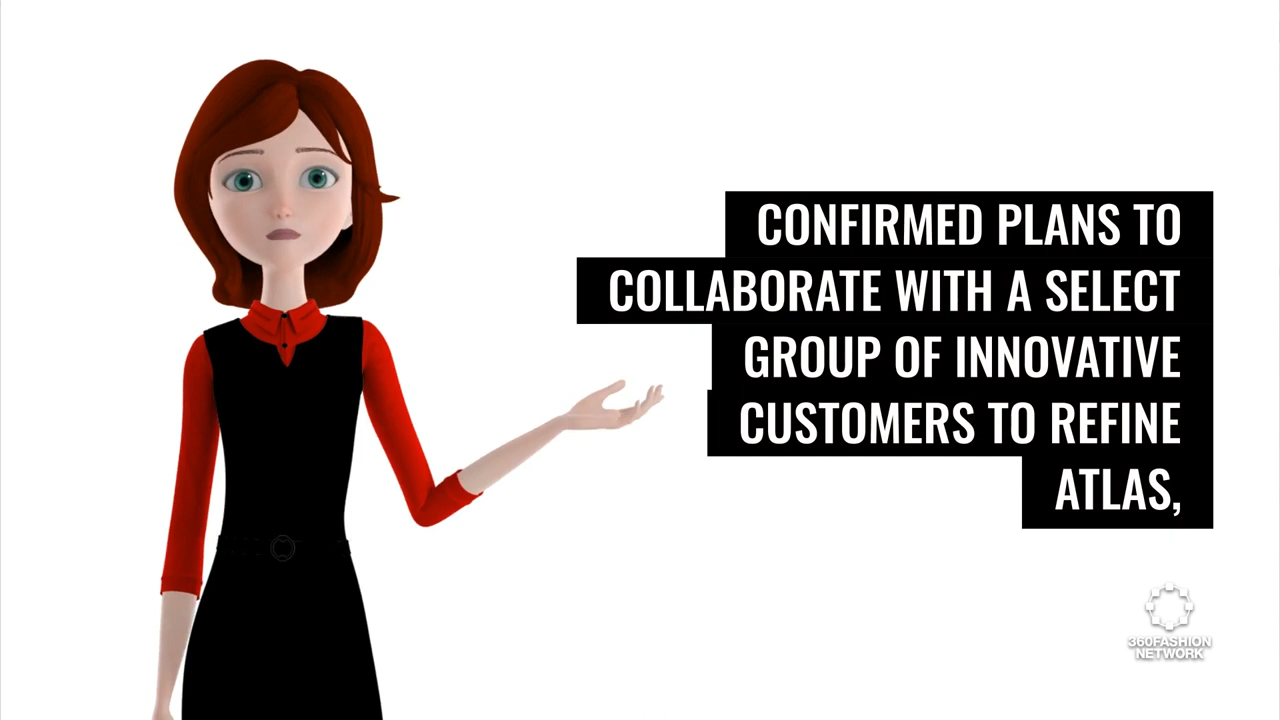 CONFIRMED PLANS TO
COLLABORATE WITH A SELECT
GROUP OF INNOVATIVE
CUSTOMERS TO REFINE
ATLAS,
360FASHION
NETWORK